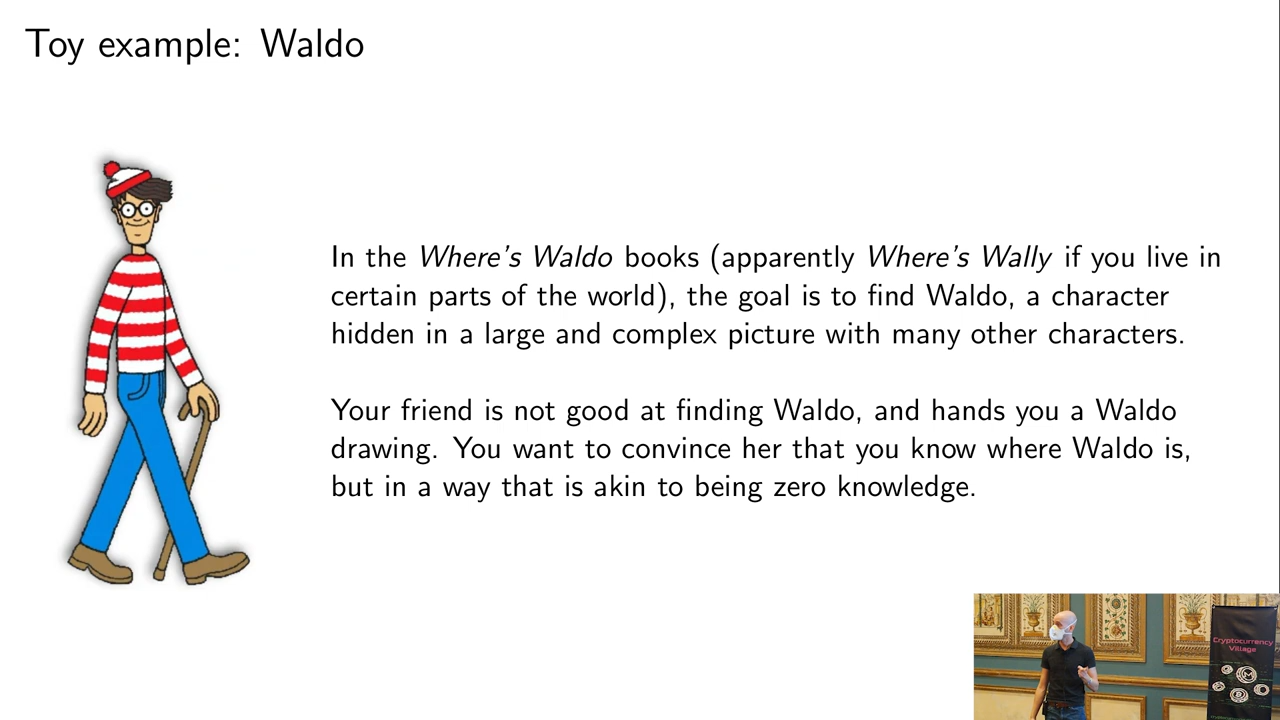 Toy example: Waldo
In the Where's Waldo books (apparently Where's Wally if you live in
certain parts of the world), the goal is to find Waldo, a character
hidden in a large and complex picture with many other characters.
Your friend is not good at finding Waldo, and hands you a Waldo
drawing. You want to convince her that you know where Waldo is,
but in a way that is akin to being zero knowledge.
Cryptocurrency
Village